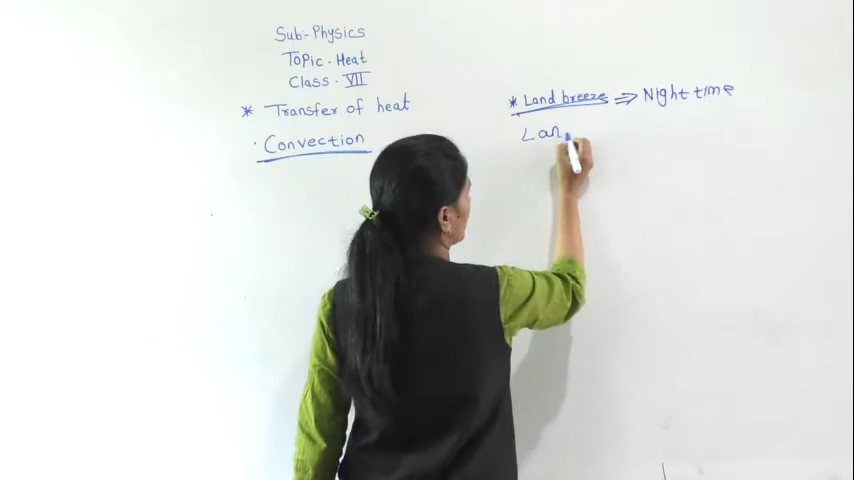 Sub:- Physics
Topic - Heat
Class - VII
* Transfer of heat
· Convection
* Land breeze ⇒ Night time
Lan